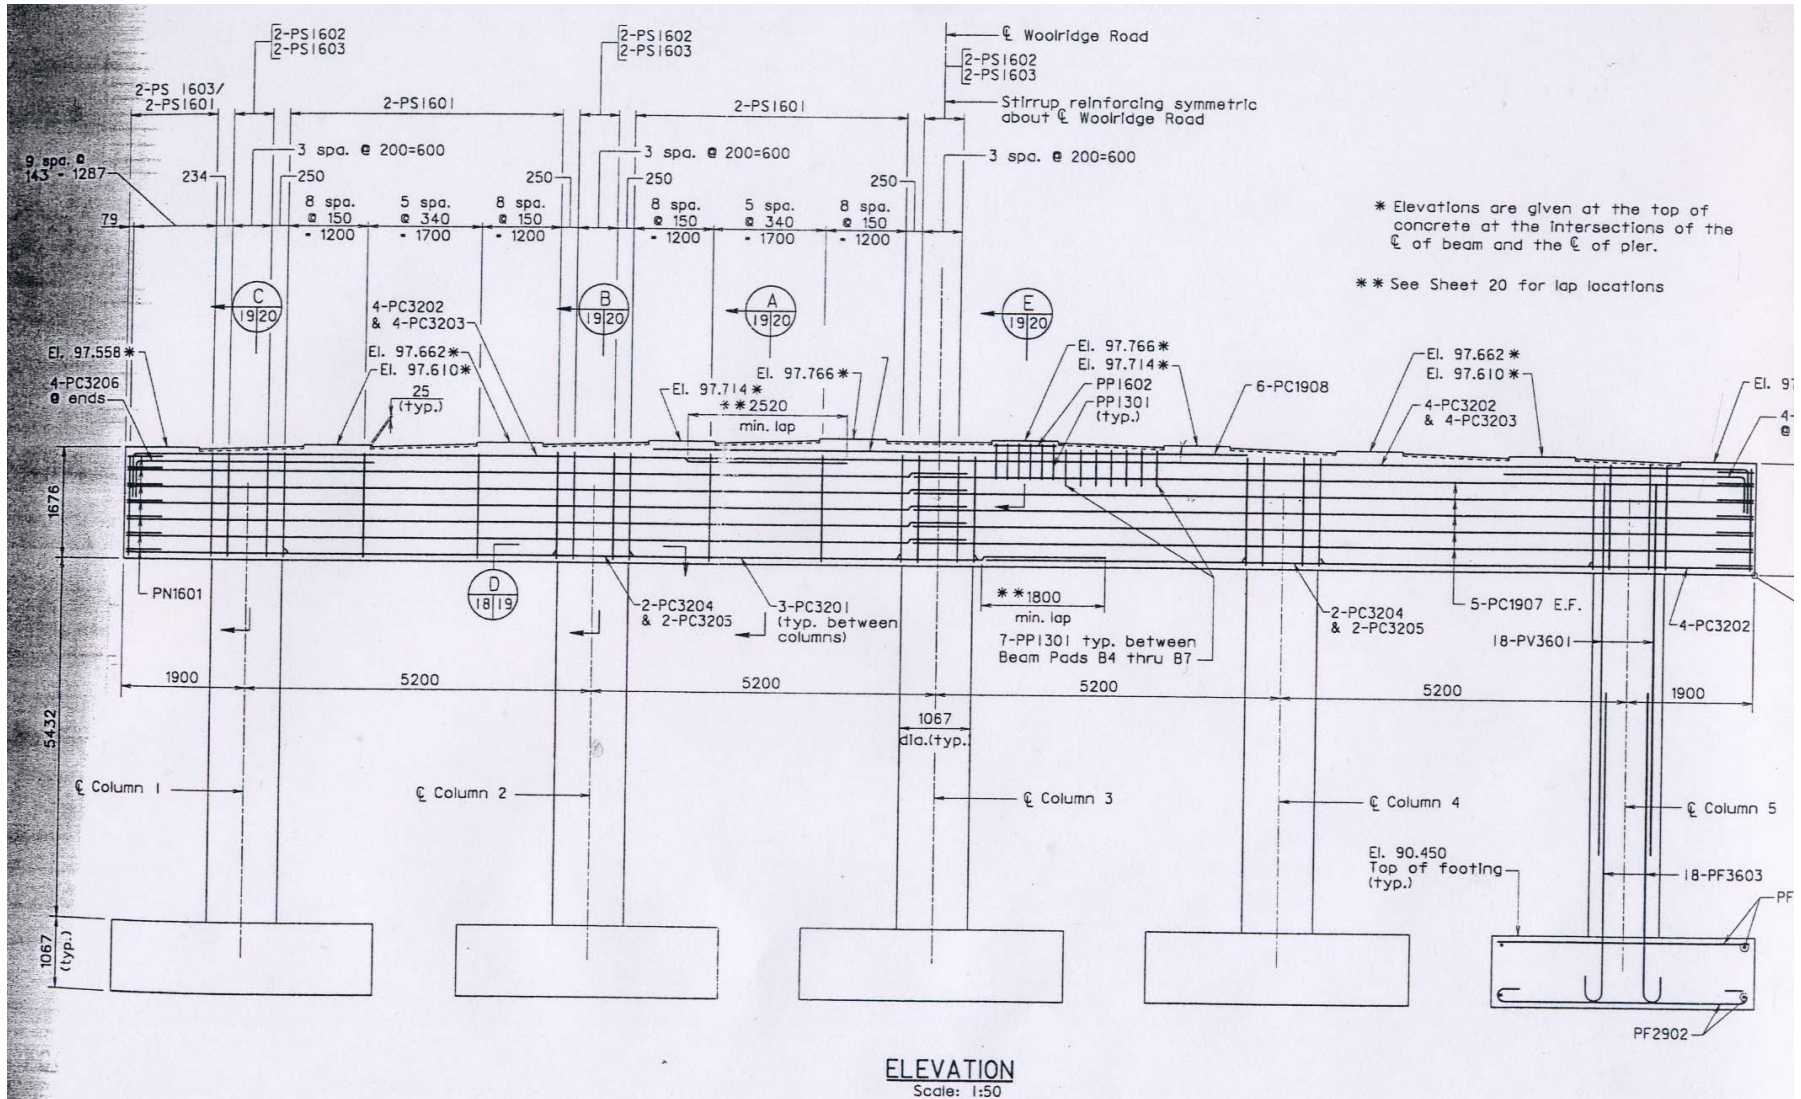 2-PS1602
2-PS1603
2-PS1602
2-PS1603
℄ Woolridge Road
2-PS1602
2-PS1603
2-PS 1603/
2-PS1601
2-PS1601
2-PS1601
Stirrup reinforcing symmetric
about ℄ Woolridge Road
3 spa. @ 200=600
3 spa. @ 200=600
3 spa. @ 200=600
9 spa. @
143 - 1287
234
250
250
250
250
79
8 spa.
@ 150
- 1200
5 spa.
@ 340
- 1700
8 spa.
@ 150
- 1200
8 spa.
@ 150
- 1200
5 spa.
@ 340
- 1700
8 spa.
@ 150
- 1200
* Elevations are given at the top of
concrete at the intersections of the
℄ of beam and the ℄ of pier.
** See Sheet 20 for lap locations
C
19 20
B
19 20
A
19 20
E
19 20
4-PC3202
& 4-PC3203
El. 97.558*
El. 97.662*
El. 97.610*
4-PC3206
@ ends
25
(typ.)
El. 97.714*
El. 97.766*
**2520
min. lap
El. 97.766*
El. 97.714*
PP1602
PP1301
(typ.)
6-PC1908
El. 97.662*
El. 97.610*
4-PC3202
& 4-PC3203
El. 97
4-
@
1676
PN1601
D
18 19
2-PC3204
& 2-PC3205
3-PC3201
(typ. between
columns)
**1800
min. lap
7-PP1301 typ. between
Beam Pads B4 thru B7
2-PC3204
& 2-PC3205
5-PC1907 E.F.
18-PV3601
4-PC3202
1900
5200
5200
5200
5200
1900
5432
1067
dia.(typ.)
℄ Column 1
℄ Column 2
℄ Column 3
℄ Column 4
℄ Column 5
El. 90.450
Top of footing
(typ.)
18-PF3603
PF
1067
(typ.)
PF2902
ELEVATION
Scale: 1:50